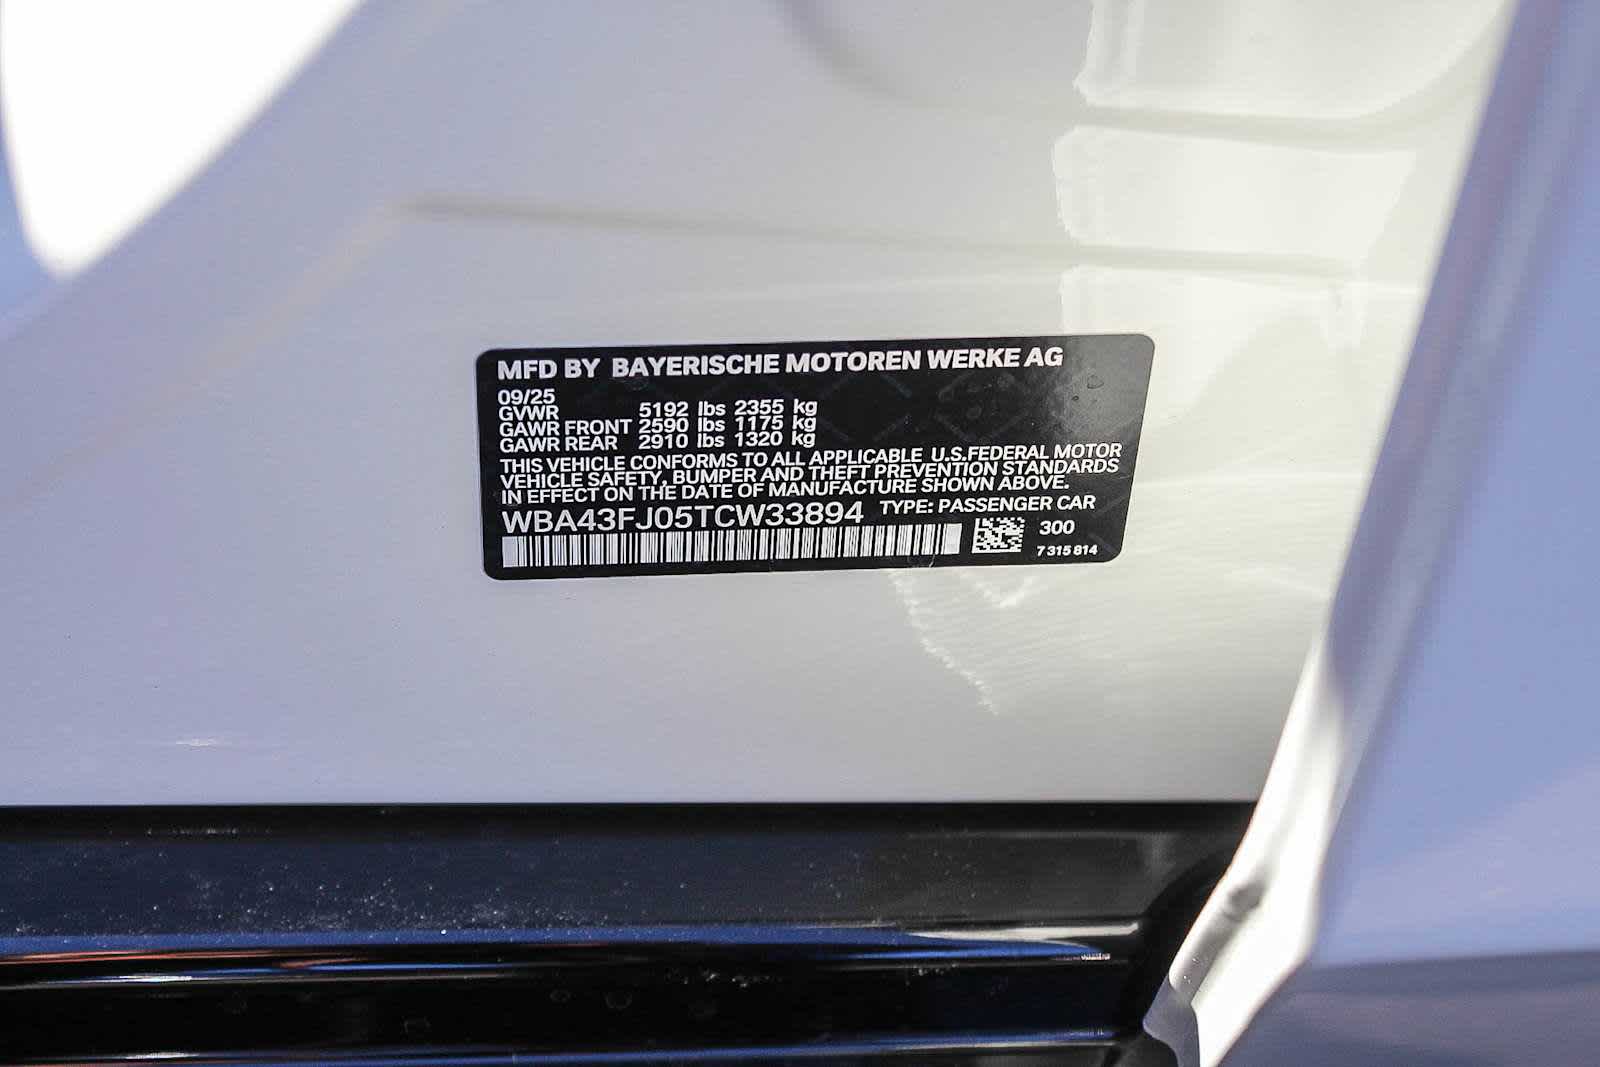 MFD BY BAYERISCHE MOTOREN WERKE AG
09/25
GVWR 5192 lbs 2355 kg
GAWR FRONT 2590 lbs 1175 kg
GAWR REAR 2910 lbs 1320 kg
THIS VEHICLE CONFORMS TO ALL APPLICABLE U.S.FEDERAL MOTOR
VEHICLE SAFETY, BUMPER AND THEFT PREVENTION STANDARDS
IN EFFECT ON THE DATE OF MANUFACTURE SHOWN ABOVE.
WBA43FJ05TCW33894 TYPE: PASSENGER CAR
300
7 315 814